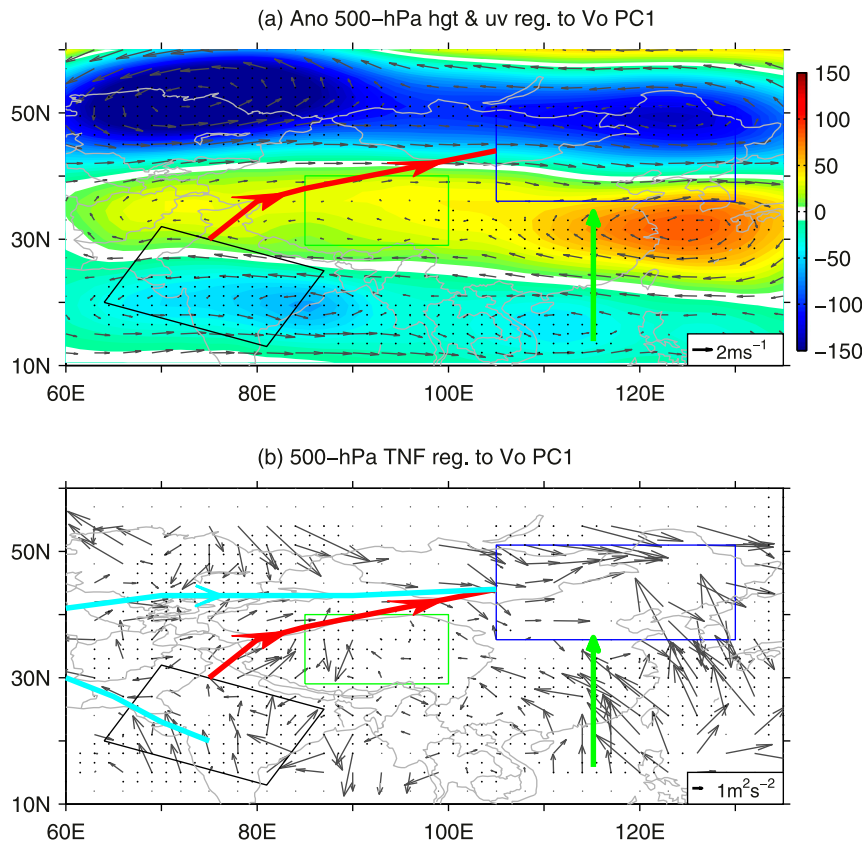 (a) Ano 500−hPa hgt & uv reg. to Vo PC1
50N
30N
10N
60E 80E 100E 120E
2ms⁻¹
150
100
50
0
−50
−100
−150
(b) 500−hPa TNF reg. to Vo PC1
50N
30N
10N
60E 80E 100E 120E
1m²s⁻²